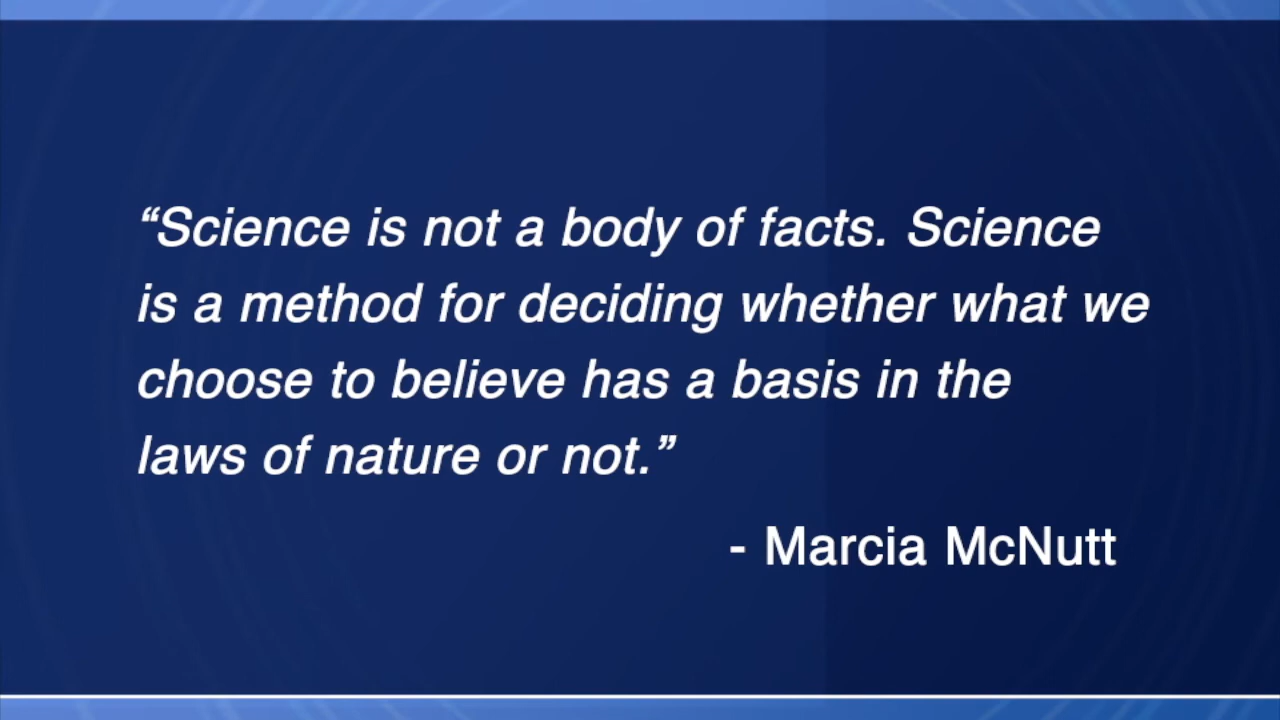 “Science is not a body of facts. Science
is a method for deciding whether what we
choose to believe has a basis in the
laws of nature or not.”
- Marcia McNutt